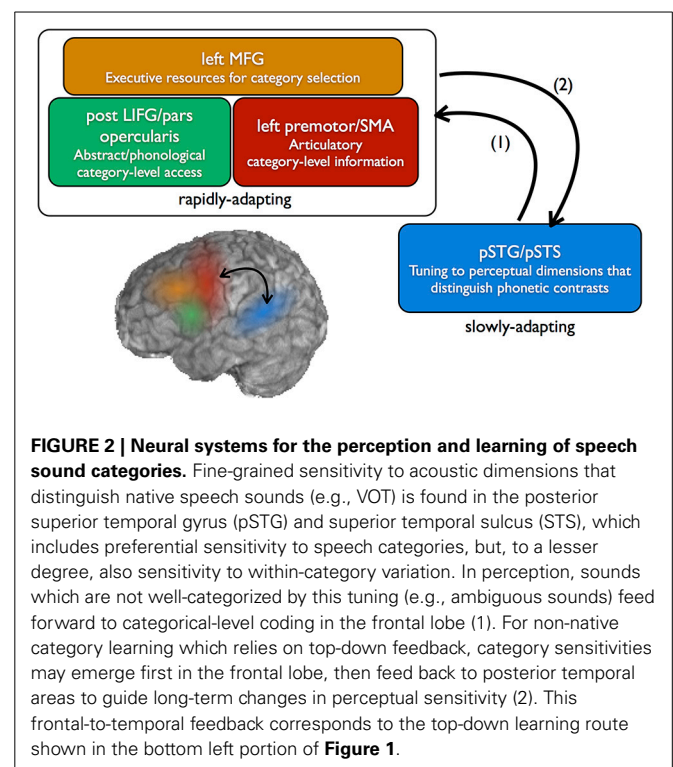 left MFG
Executive resources for category selection
post LIFG/pars
opercularis
Abstract/phonological
category-level access
left premotor/SMA
Articulatory
category-level information
rapidly-adapting
(2)
(1)
pSTG/pSTS
Tuning to perceptual dimensions that
distinguish phonetic contrasts
slowly-adapting
FIGURE 2 | Neural systems for the perception and learning of speech
sound categories. Fine-grained sensitivity to acoustic dimensions that
distinguish native speech sounds (e.g., VOT) is found in the posterior
superior temporal gyrus (pSTG) and superior temporal sulcus (STS), which
includes preferential sensitivity to speech categories, but, to a lesser
degree, also sensitivity to within-category variation. In perception, sounds
which are not well-categorized by this tuning (e.g., ambiguous sounds) feed
forward to categorical-level coding in the frontal lobe (1). For non-native
category learning which relies on top-down feedback, category sensitivities
may emerge first in the frontal lobe, then feed back to posterior temporal
areas to guide long-term changes in perceptual sensitivity (2). This
frontal-to-temporal feedback corresponds to the top-down learning route
shown in the bottom left portion of Figure 1.